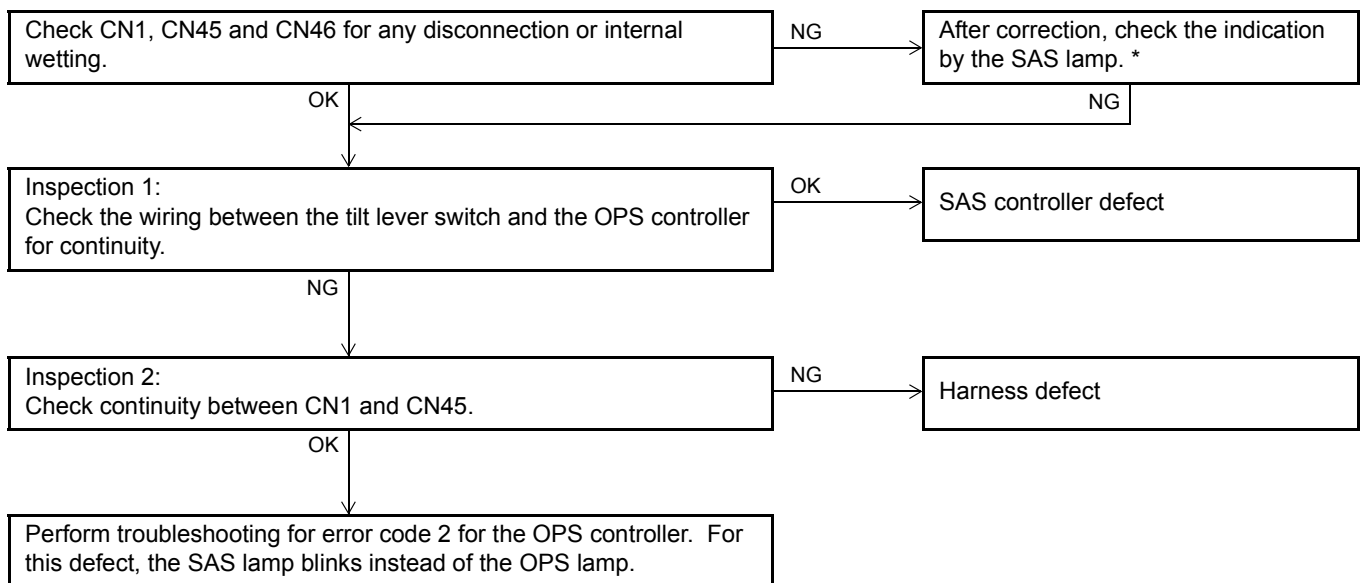 Check CN1, CN45 and CN46 for any disconnection or internal
wetting.
NG
After correction, check the indication
by the SAS lamp. *
OK
NG
Inspection 1:
Check the wiring between the tilt lever switch and the OPS controller
for continuity.
OK
SAS controller defect
NG
Inspection 2:
Check continuity between CN1 and CN45.
NG
Harness defect
OK
Perform troubleshooting for error code 2 for the OPS controller.  For
this defect, the SAS lamp blinks instead of the OPS lamp.